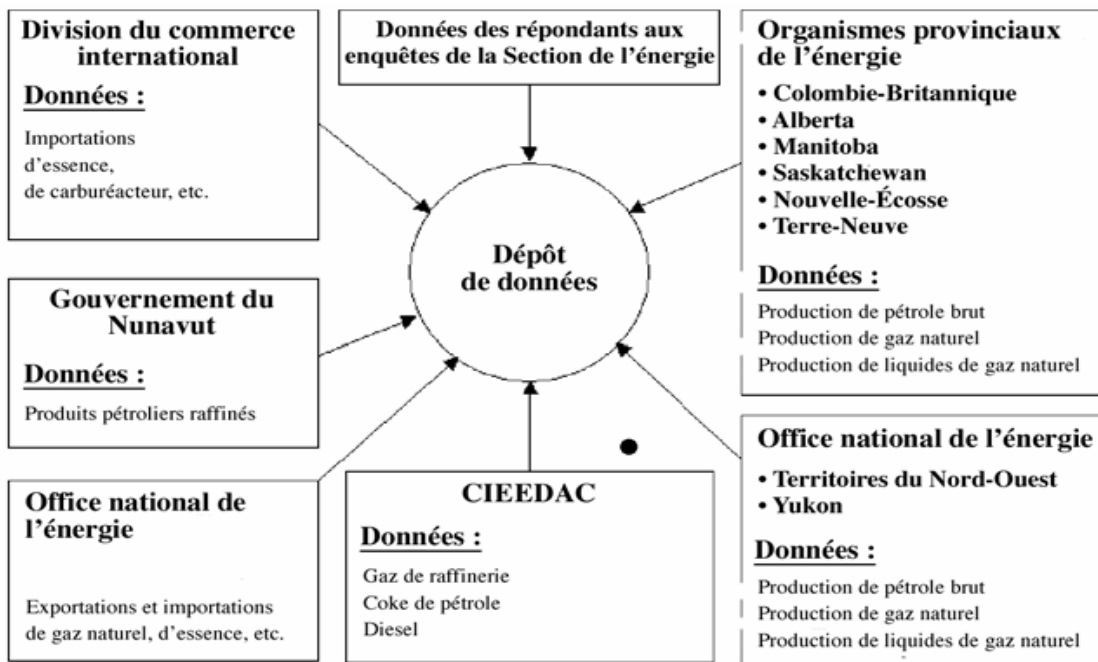 Division du commerce
international
Données :
Importations
d'essence,
de carburéacteur, etc.
Données des répondants aux
enquêtes de la Section de l'énergie
Organismes provinciaux
de l'énergie
• Colombie-Britannique
• Alberta
• Manitoba
• Saskatchewan
• Nouvelle-Écosse
• Terre-Neuve
Données :
Production de pétrole brut
Production de gaz naturel
Production de liquides de gaz naturel
Dépôt
de données
Gouvernement du
Nunavut
Données :
Produits pétroliers raffinés
Office national de
l'énergie
Exportations et importations
de gaz naturel, d'essence, etc.
CIEEDAC
Données :
Gaz de raffinerie
Coke de pétrole
Diesel
Office national de l'énergie
• Territoires du Nord-Ouest
• Yukon
Données :
Production de pétrole brut
Production de gaz naturel
Production de liquides de gaz naturel